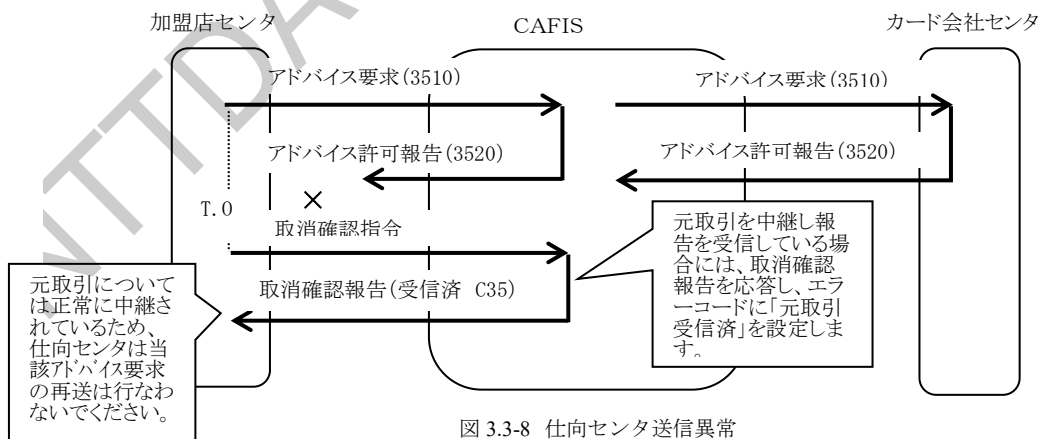 加盟店センタ
CAFIS
カード会社センタ
アドバイス要求(3510)
アドバイス要求(3510)
アドバイス許可報告(3520)
アドバイス許可報告(3520)
T.O
×
取消確認指令
取消確認報告(受信済 C35)
元取引を中継し報
告を受信している場
合には、取消確認
報告を応答し、エラ
ーコードに「元取引
受信済」を設定しま
す。
元取引について
は正常に中継さ
れているため、
仕向センタは当
該アドバイス要求
の再送は行なわ
ないでください。
図 3.3-8 仕向センタ送信異常
NTTDA